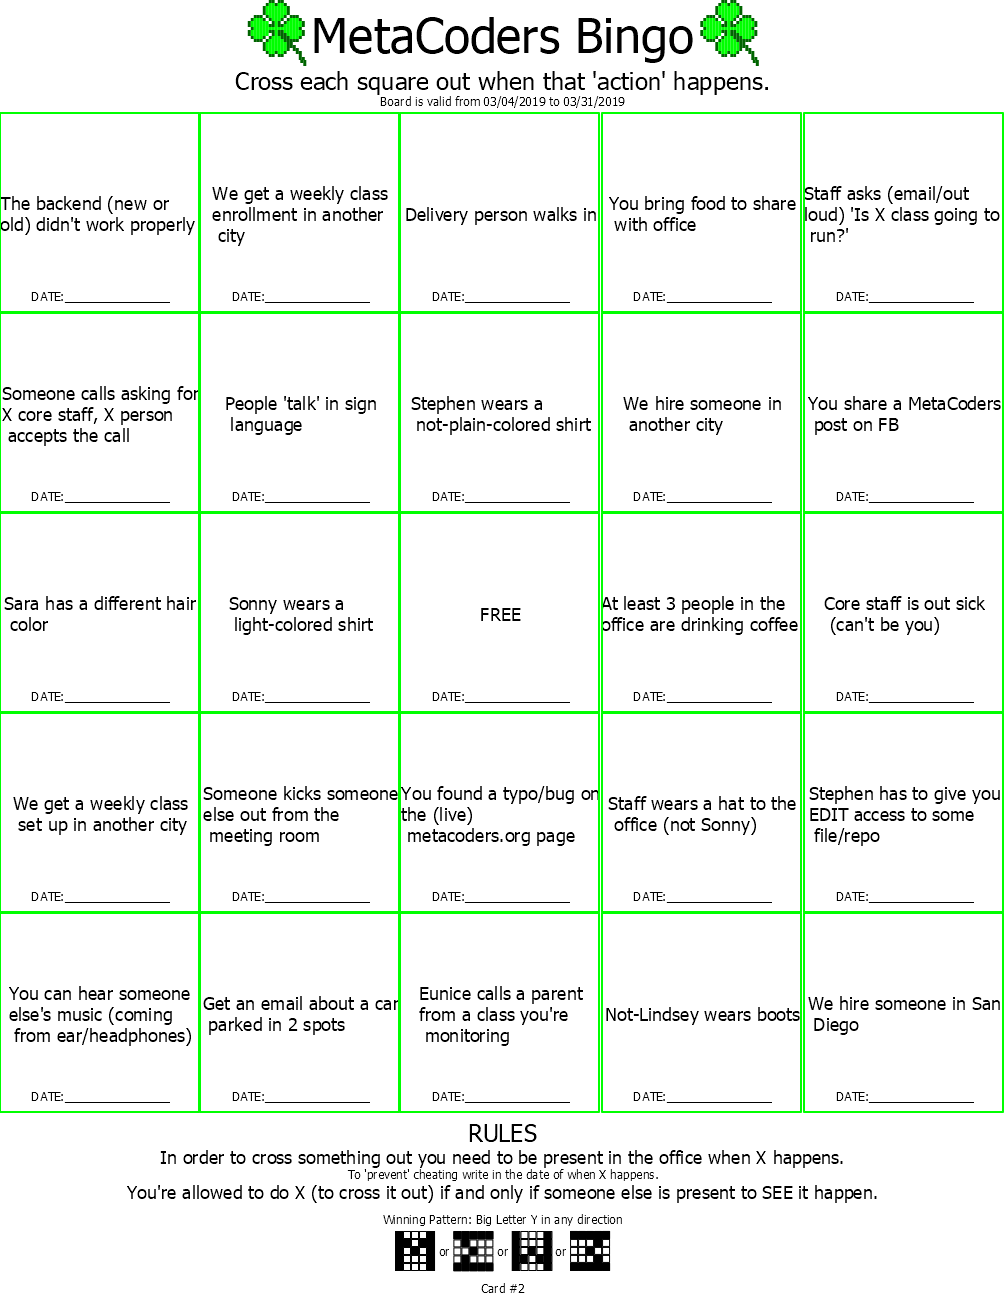 MetaCoders Bingo
Cross each square out when that 'action' happens.
Board is valid from 03/04/2019 to 03/31/2019
The backend (new or
old) didn't work properly
DATE:_______________
We get a weekly class
enrollment in another
city
DATE:_______________
Delivery person walks in
DATE:_______________
You bring food to share
with office
DATE:_______________
Staff asks (email/out
loud) 'Is X class going to
run?'
DATE:_______________
Someone calls asking for
X core staff, X person
accepts the call
DATE:_______________
People 'talk' in sign
language
DATE:_______________
Stephen wears a
not-plain-colored shirt
DATE:_______________
We hire someone in
another city
DATE:_______________
You share a MetaCoders
post on FB
DATE:_______________
Sara has a different hair
color
DATE:_______________
Sonny wears a
light-colored shirt
DATE:_______________
FREE
DATE:_______________
At least 3 people in the
office are drinking coffee
DATE:_______________
Core staff is out sick
(can't be you)
DATE:_______________
We get a weekly class
set up in another city
DATE:_______________
Someone kicks someone
else out from the
meeting room
DATE:_______________
You found a typo/bug on
the (live)
metacoders.org page
DATE:_______________
Staff wears a hat to the
office (not Sonny)
DATE:_______________
Stephen has to give you
EDIT access to some
file/repo
DATE:_______________
You can hear someone
else's music (coming
from ear/headphones)
DATE:_______________
Get an email about a car
parked in 2 spots
DATE:_______________
Eunice calls a parent
from a class you're
monitoring
DATE:_______________
Not-Lindsey wears boots
DATE:_______________
We hire someone in San
Diego
DATE:_______________
RULES
In order to cross something out you need to be present in the office when X happens.
To 'prevent' cheating write in the date of when X happens.
You're allowed to do X (to cross it out) if and only if someone else is present to SEE it happen.
Winning Pattern: Big Letter Y in any direction
or or or
Card #2